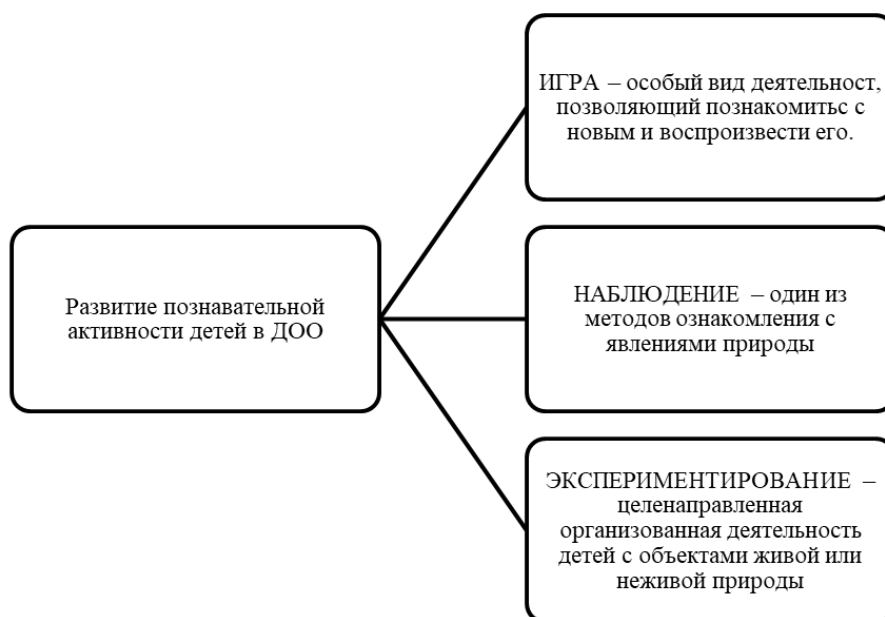 ИГРА – особый вид деятельност,
позволяющий познакомитьс с
новым и воспроизвести его.
Развитие познавательной
активности детей в ДОО
НАБЛЮДЕНИЕ – один из
методов ознакомления с
явлениями природы
ЭКСПЕРИМЕНТИРОВАНИЕ –
целенаправленная
организованная деятельность
детей с объектами живой или
неживой природы